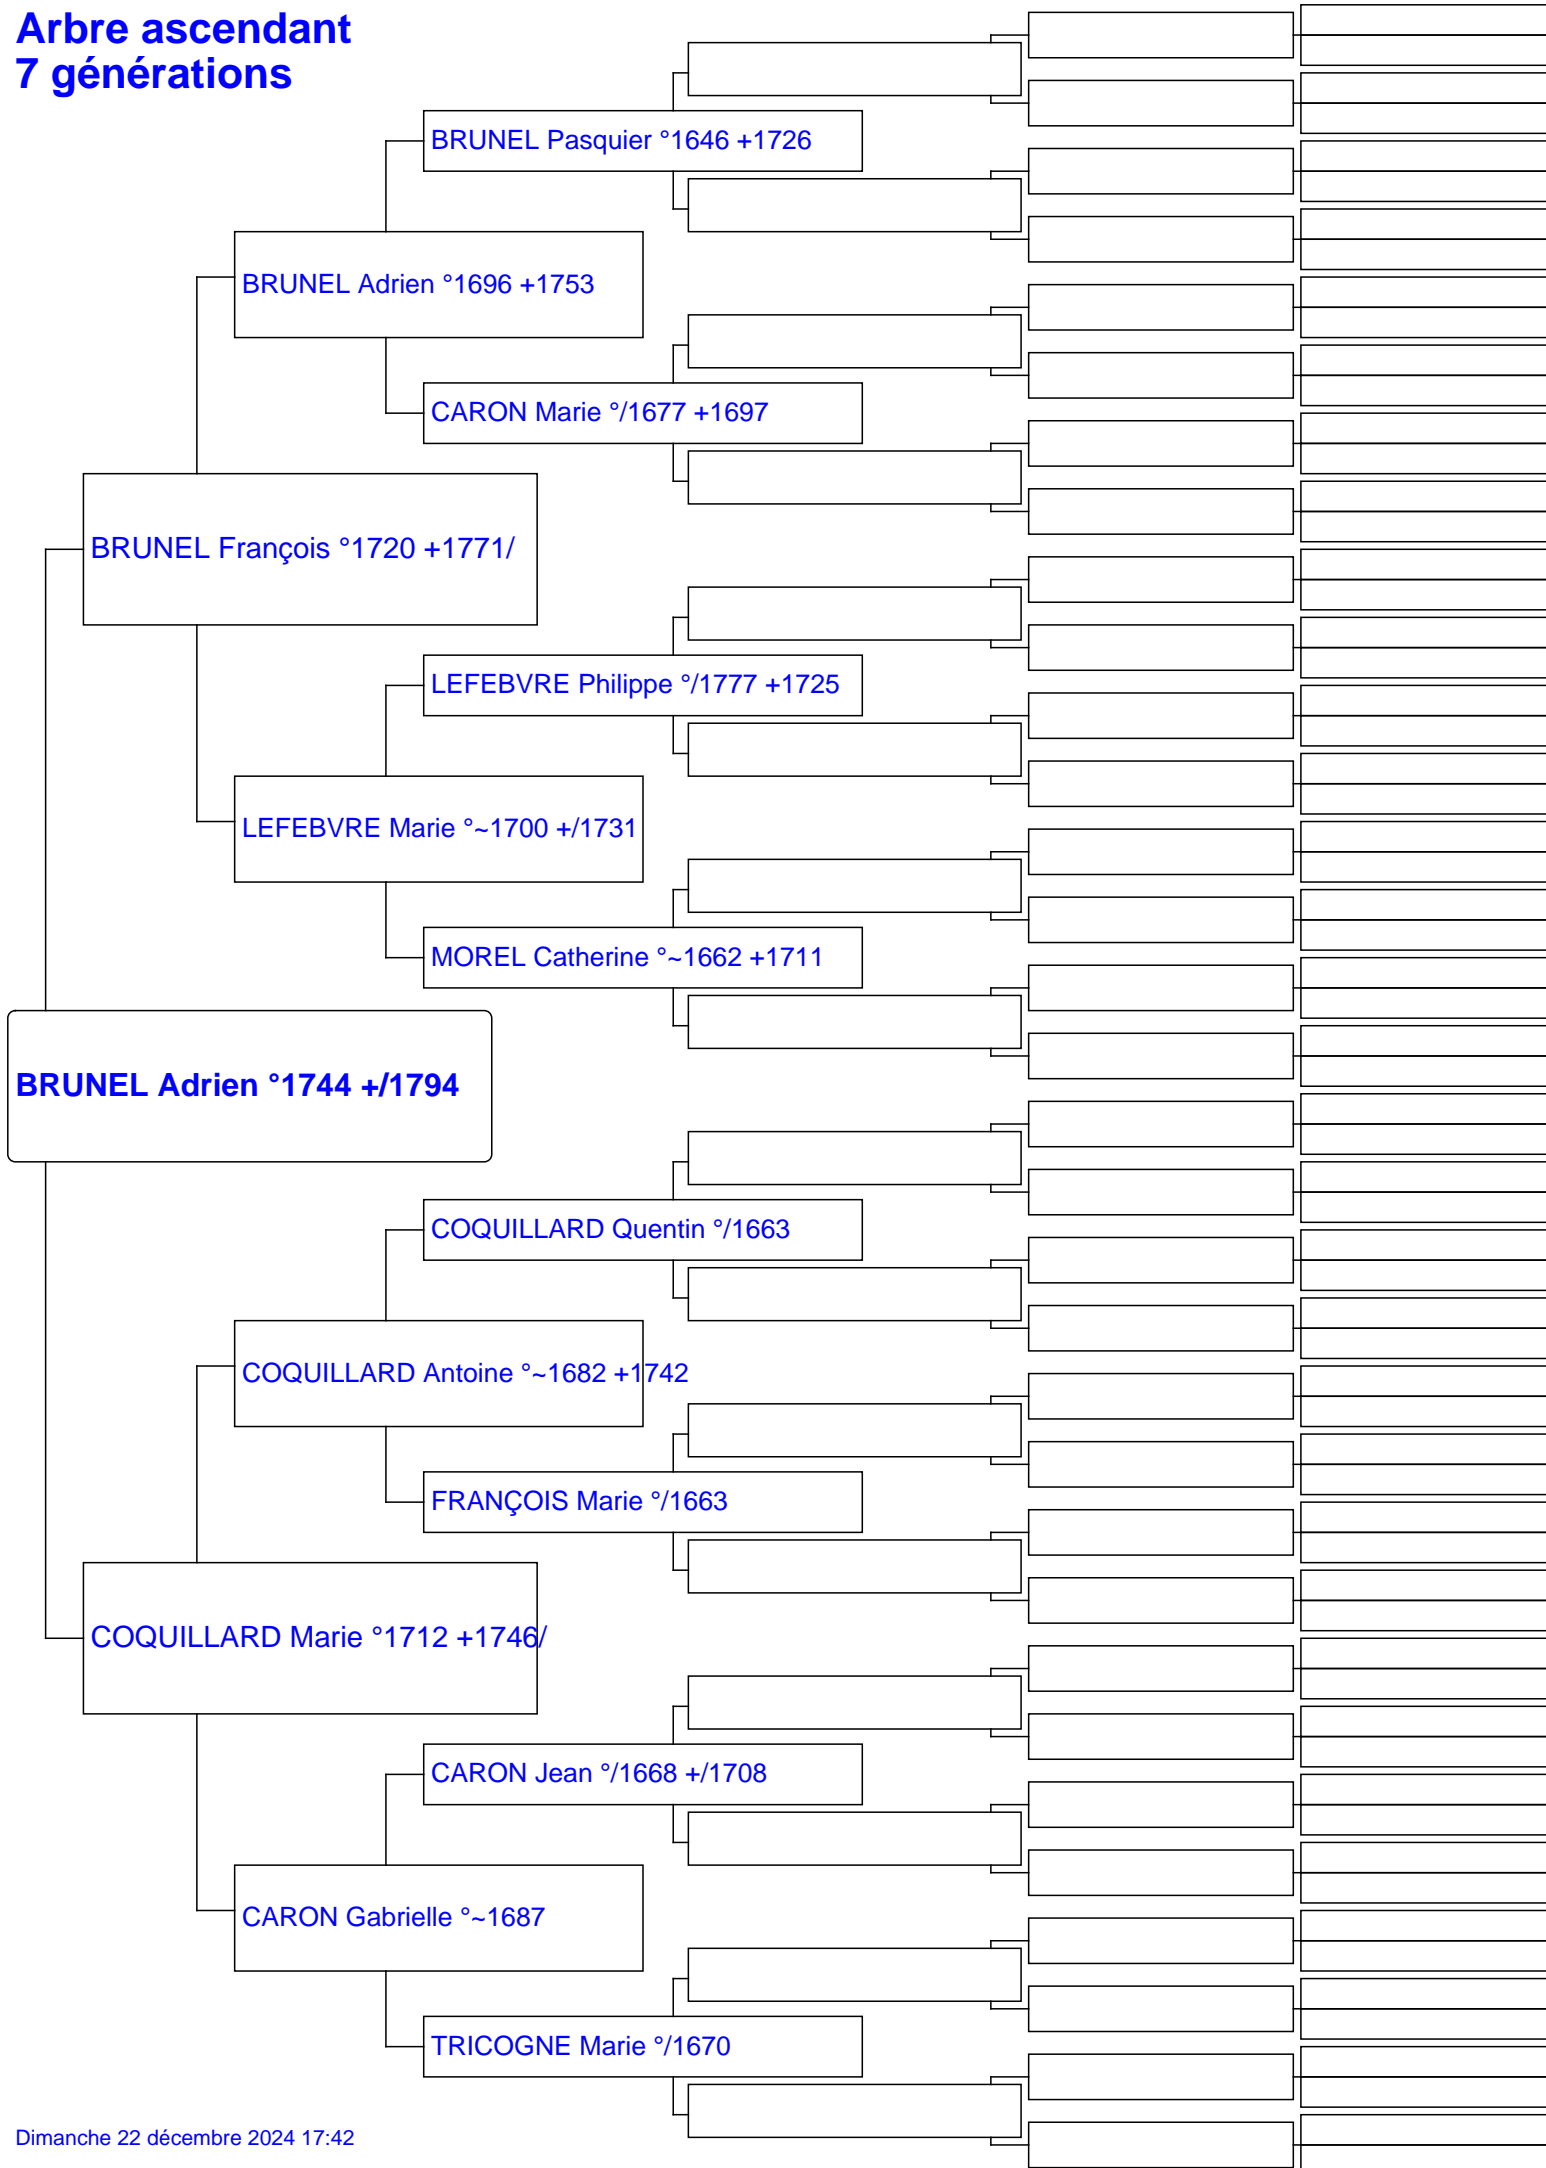 Arbre ascendant
7 générations
BRUNEL Pasquier °1646 +1726
BRUNEL Adrien °1696 +1753
CARON Marie °/1677 +1697
BRUNEL François °1720 +1771/
LEFEBVRE Philippe °/1777 +1725
LEFEBVRE Marie °~1700 +/1731
MOREL Catherine °~1662 +1711
BRUNEL Adrien °1744 +/1794
COQUILLARD Quentin °/1663
COQUILLARD Antoine °~1682 +1742
FRANÇOIS Marie °/1663
COQUILLARD Marie °1712 +1746/
CARON Jean °/1668 +/1708
CARON Gabrielle °~1687
TRICOGNE Marie °/1670
Dimanche 22 décembre 2024 17:42